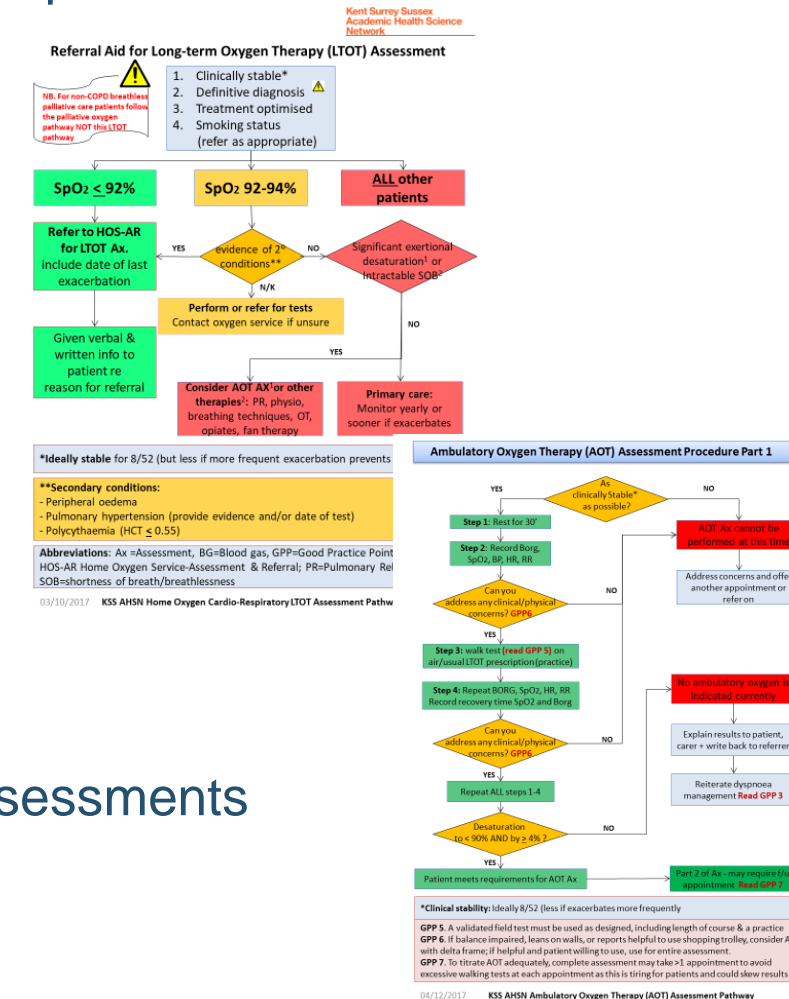 Kent Surrey Sussex
Academic Health Science
Network
Referral Aid for Long-term Oxygen Therapy (LTOT) Assessment
NB. For non-COPD breathless
palliative care patients follow
the palliative oxygen
pathway NOT this LTOT
pathway
1. Clinically stable*
2. Definitive diagnosis
3. Treatment optimised
4. Smoking status
(refer as appropriate)
SpO2 < 92%
SpO2 92-94%
ALL other
patients
Refer to HOS-AR
for LTOT Ax.
include date of last
exacerbation
YES
evidence of 2°
conditions**
NO
Significant exertional
desaturation¹ or
Intractable SOB²
N/K
Perform or refer for tests
Contact oxygen service if unsure
Given verbal &
written info to
patient re
reason for referral
NO
YES
Consider AOT AX¹or other
therapies²: PR, physio,
breathing techniques, OT,
opiates, fan therapy
Primary care:
Monitor yearly or
sooner if exacerbates
*Ideally stable for 8/52 (but less if more frequent exacerbation prevents
**Secondary conditions:
- Peripheral oedema
- Pulmonary hypertension (provide evidence and/or date of test)
- Polycythaemia (HCT < 0.55)
Abbreviations: Ax =Assessment, BG=Blood gas, GPP=Good Practice Point
HOS-AR Home Oxygen Service-Assessment & Referral; PR=Pulmonary
SOB=shortness of breath/breathlessness
03/10/2017 KSS AHSN Home Oxygen Cardio-Respiratory LTOT Assessment
Ambulatory Oxygen Therapy (AOT) Assessment Procedure Part 1
YES
As
clinically Stable*
as possible?
NO
Step 1: Rest for 30'
AOT Ax cannot be
performed at this time
Step 2: Record Borg,
SpO2, BP, HR, RR
Address concerns and
another appointment or
refer on
Can you
address any clinical/physical
concerns? GPP6
NO
YES
Step 3: walk test (read GPP 5) on
air/usual LTOT prescription(practice)
Step 4: Repeat BORG, SpO2, HR, RR
Record recovery time SpO2 and Borg
No ambulatory oxygen is
indicated currently
Can you
address any clinical/physical
concerns? GPP6
NO
Explain results to patient,
carer + write back to referrer
YES
Repeat ALL steps 1-4
Reiterate dyspnoea
management Read GPP 3
sessments
Desaturation
to < 90% AND by ≥ 4% ?
NO
YES
Patient meets requirements for AOT Ax
Part 2 of Ax - may require f/u
appointment Read GPP 7
*Clinical stability: Ideally 8/52 (less if exacerbates more frequently
GPP 5. A validated field test must be used as designed, including length of course & a practice
GPP 6. If balance impaired, leans on walls, or reports helpful to use shopping trolley, consider
with delta frame; if helpful and patient willing to use, use for entire assessment.
GPP 7. To titrate AOT adequately, complete assessment may take >1 appointment to avoid
excessive walking tests at each appointment as this is tiring for patients and could skew results
04/12/2017 KSS AHSN Ambulatory Oxygen Therapy (AOT) Assessment Pathway